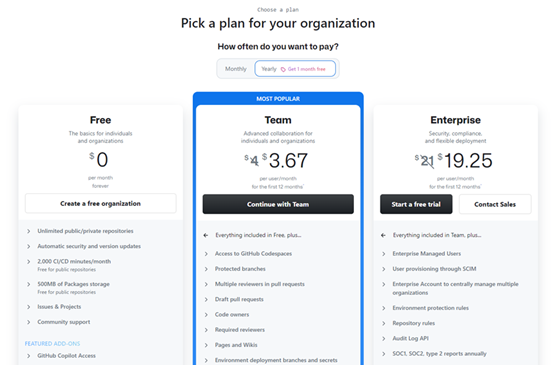 Choose a plan
Pick a plan for your organization
How often do you want to pay?
Monthly
Yearly Get 1 month free
Free
The basics for individuals
and organizations
$0
per month
forever
Create a free organization
Unlimited public/private repositories
Automatic security and version updates
2,000 CI/CD minutes/month
Free for public repositories
500MB of Packages storage
Free for public repositories
Issues & Projects
Community support
FEATURED ADD-ONS
GitHub Copilot Access
MOST POPULAR
Team
Advanced collaboration for
individuals and organizations
$4 $3.67
per user/month
for the first 12 months*
Continue with Team
Everything included in Free, plus...
Access to GitHub Codespaces
Protected branches
Multiple reviewers in pull requests
Draft pull requests
Code owners
Required reviewers
Pages and Wikis
Environment deployment branches and secrets
Enterprise
Security, compliance,
and flexible deployment
$21 $19.25
per user/month
for the first 12 months*
Start a free trial
Contact Sales
Everything included in Team, plus...
Enterprise Managed Users
User provisioning through SCIM
Enterprise Account to centrally manage multiple
organizations
Environment protection rules
Repository rules
Audit Log API
SOC1, SOC2, type 2 reports annually